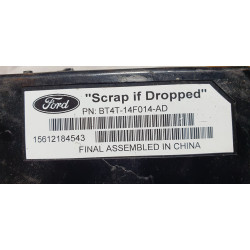 Ford
"Scrap if Dropped"
PN: BT4T-14F014-AD
15612184543
FINAL ASSEMBLED IN CHINA